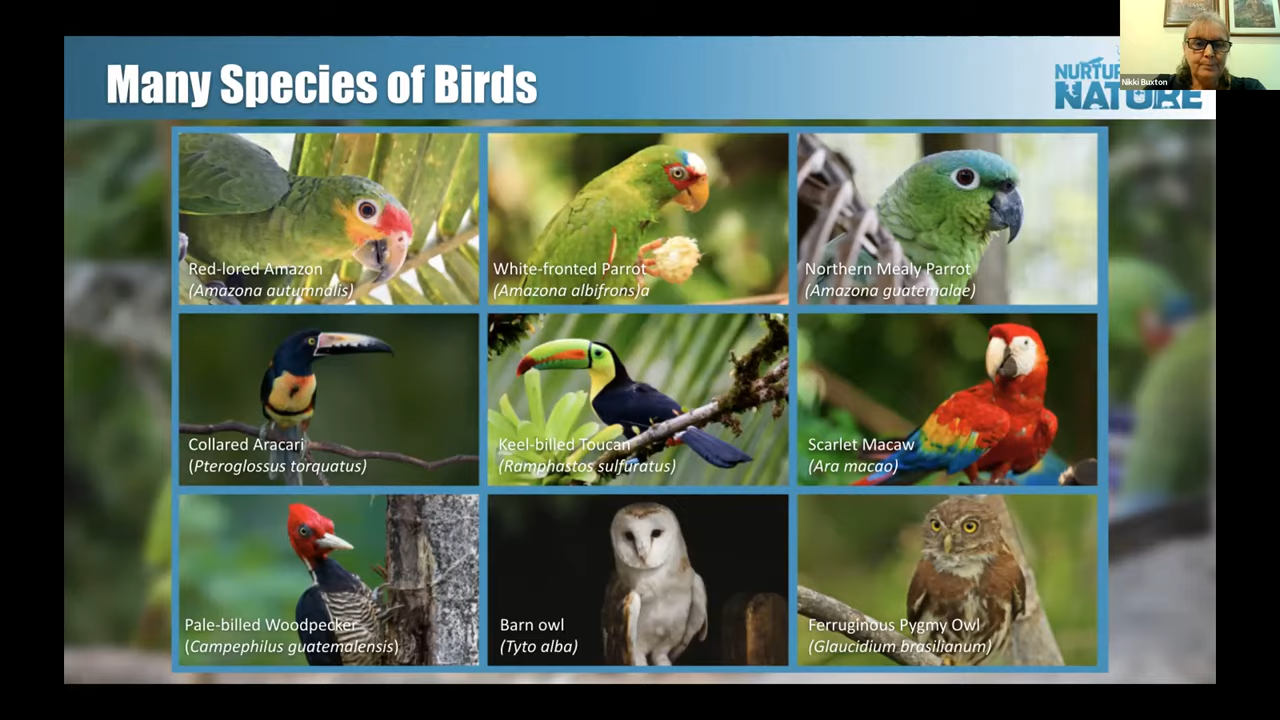 Many Species of Birds
NATURE
Nikki Buxton
Red-lored Amazon
(Amazona autumnalis)
White-fronted Parrot
(Amazona albifrons)a
Northern Mealy Parrot
(Amazona guatemalae)
Collared Aracari
(Pteroglossus torquatus)
Keel-billed Toucan
(Ramphastos sulfuratus)
Scarlet Macaw
(Ara macao)
Pale-billed Woodpecker
(Campephilus guatemalensis)
Barn owl
(Tyto alba)
Ferruginous Pygmy Owl
(Glaucidium brasilianum)